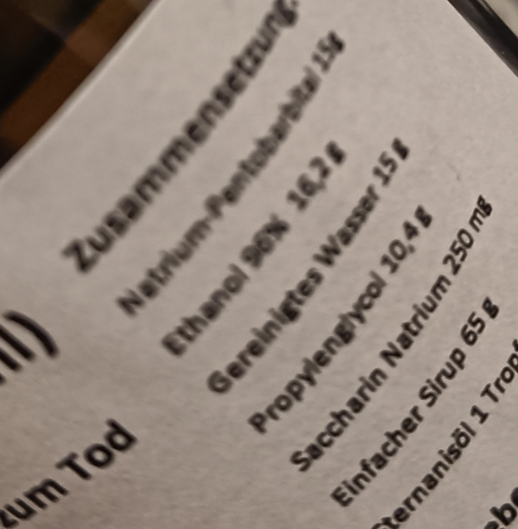 Zusammensetzung:
Natrium-Pentobarbital 15g
Ethanol 96% 16,2 g
Gereinigtes Wasser 15 g
Propylenglycol 10,4 g
Saccharin Natrium 250 mg
Einfacher Sirup 65 g
Sternanisöl 1
zum Tod